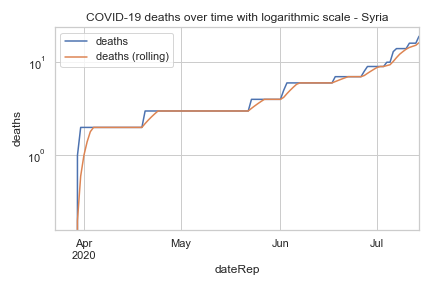 COVID-19 deaths over time with logarithmic scale - Syria
deaths
deaths (rolling)
10¹
10⁰
deaths
Apr
2020
May
Jun
Jul
dateRep